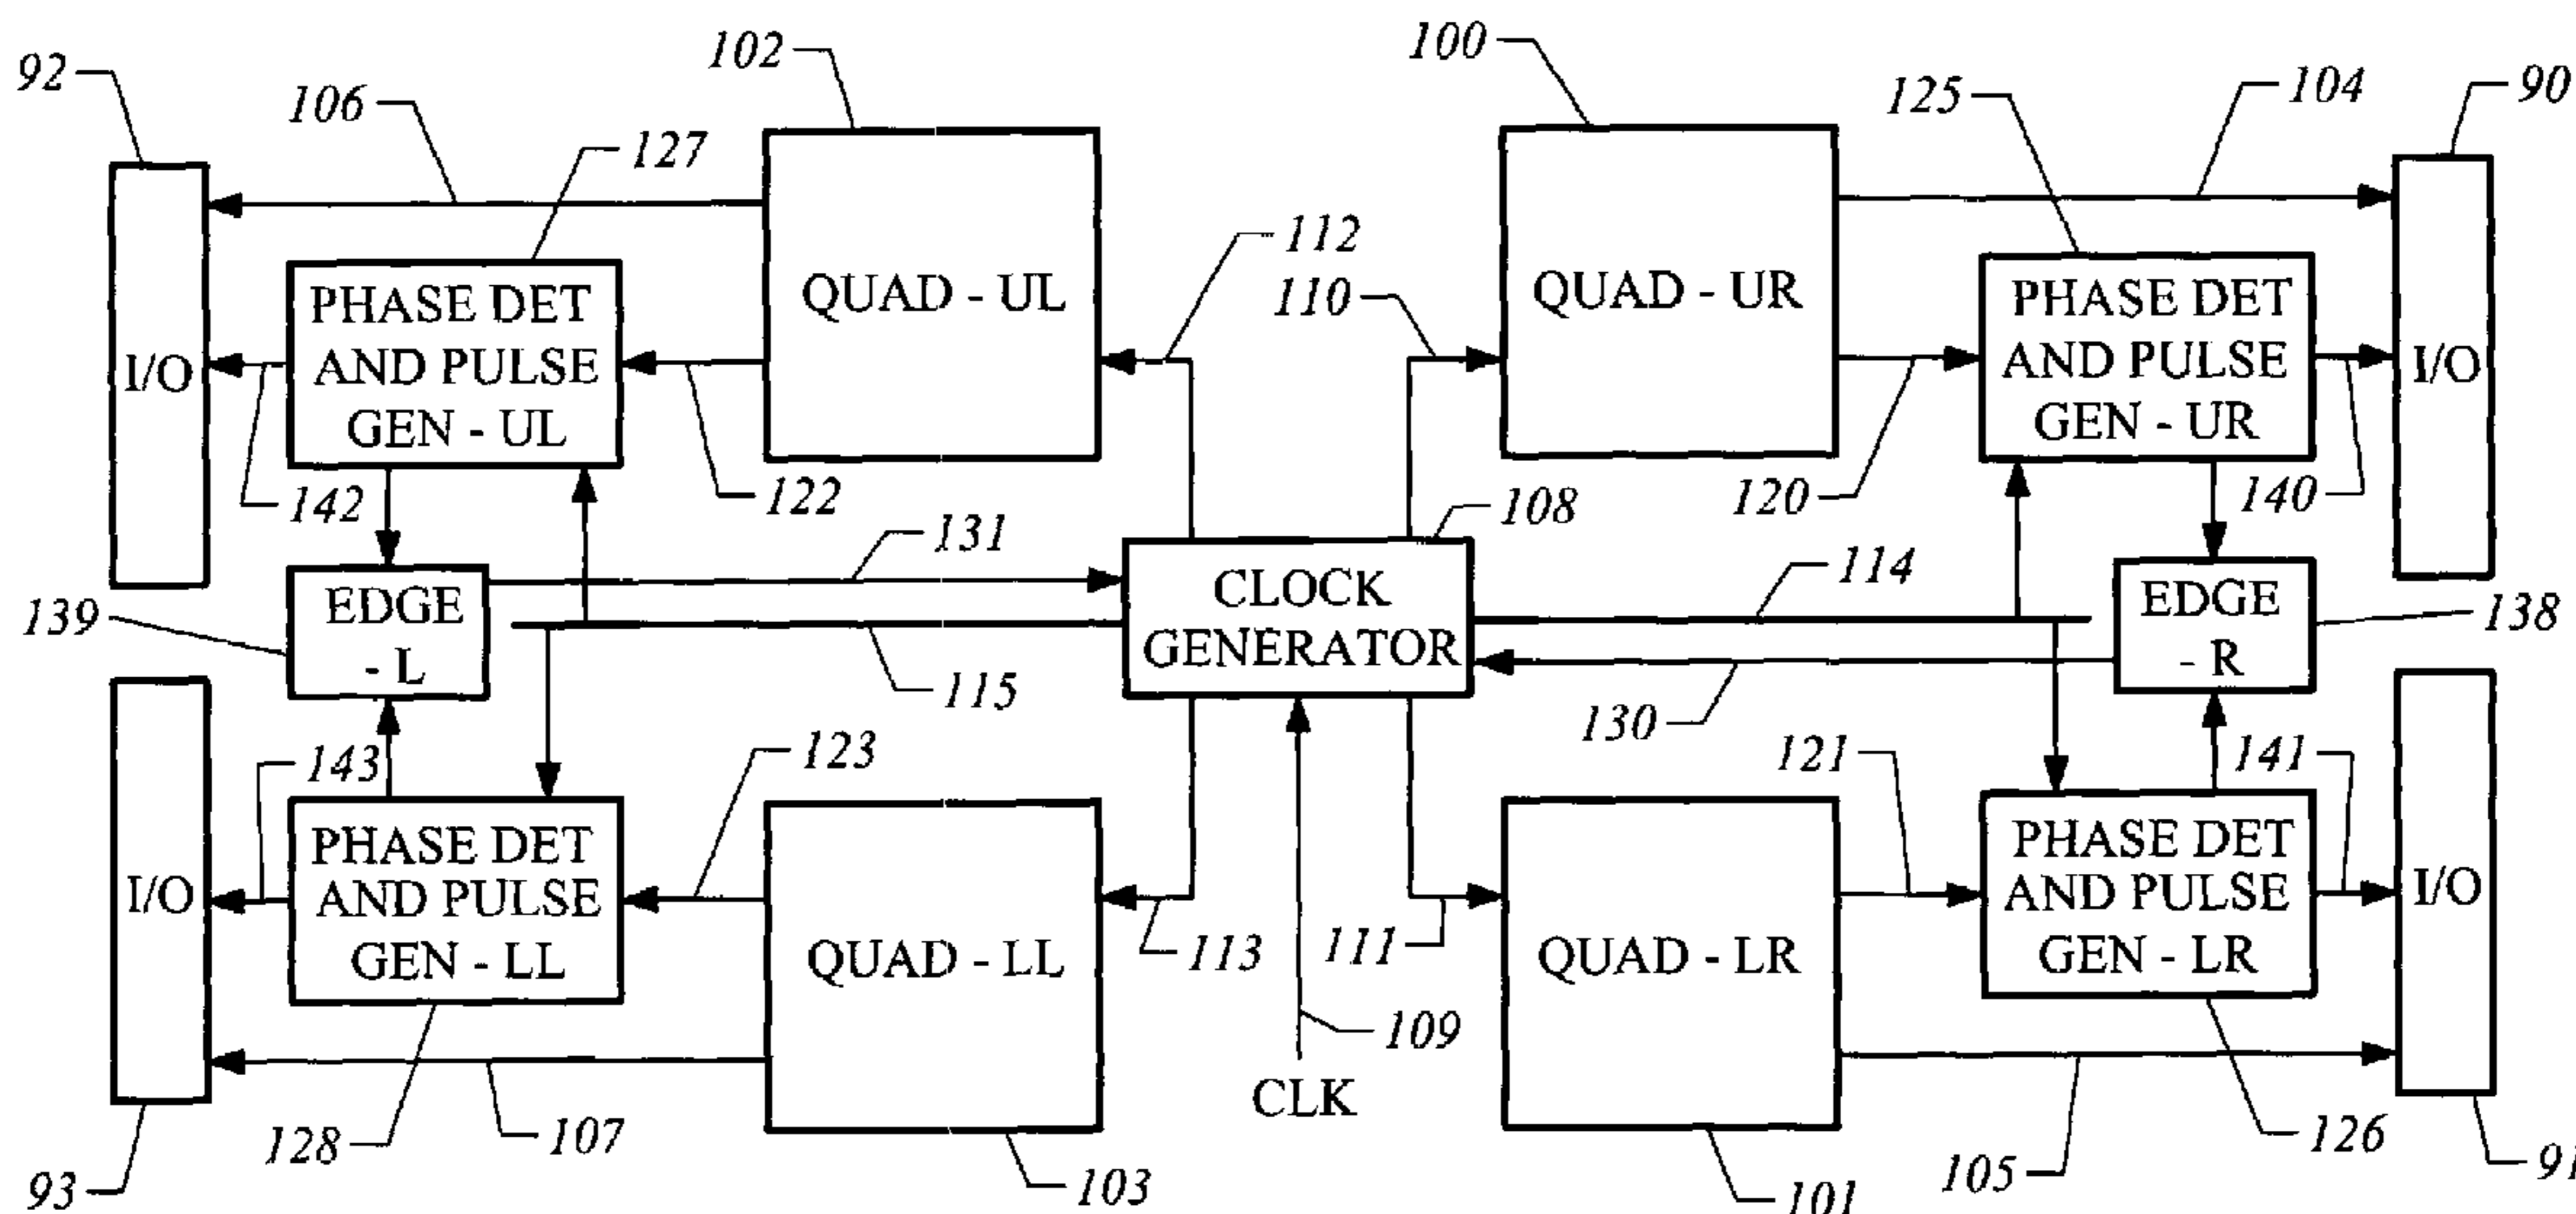 102
100
92
106
127
125
104
90
112
110
QUAD - UL
QUAD - UR
PHASE DET
AND PULSE
GEN - UL
PHASE DET
AND PULSE
GEN - UR
I/O
I/O
142
122
120
140
108
131
114
139
EDGE
- L
CLOCK
GENERATOR
EDGE
- R
138
115
130
143
123
121
141
PHASE DET
AND PULSE
GEN - LL
PHASE DET
AND PULSE
GEN - LR
I/O
I/O
QUAD - LL
QUAD - LR
113
111
109
CLK
128
107
126
105
93
103
101
91